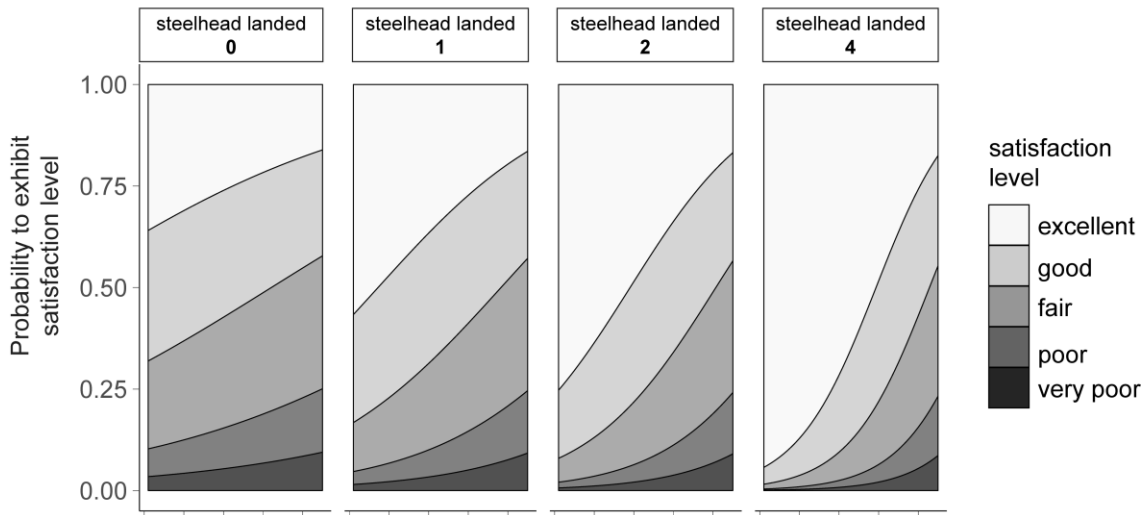 steelhead landed
0
steelhead landed
1
steelhead landed
2
steelhead landed
4
Probability to exhibit
satisfaction level
1.00
0.75
0.50
0.25
0.00
satisfaction
level
excellent
good
fair
poor
very poor